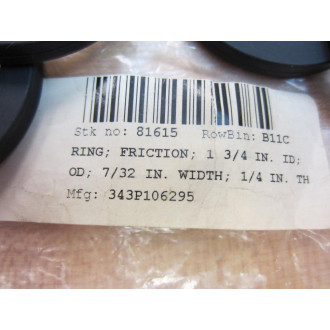 Stk no: 81615 RowBin: B11C
RING; FRICTION; 1 3/4 IN. ID;
OD; 7/32 IN. WIDTH; 1/4 IN. TH
Mfg: 343P106295